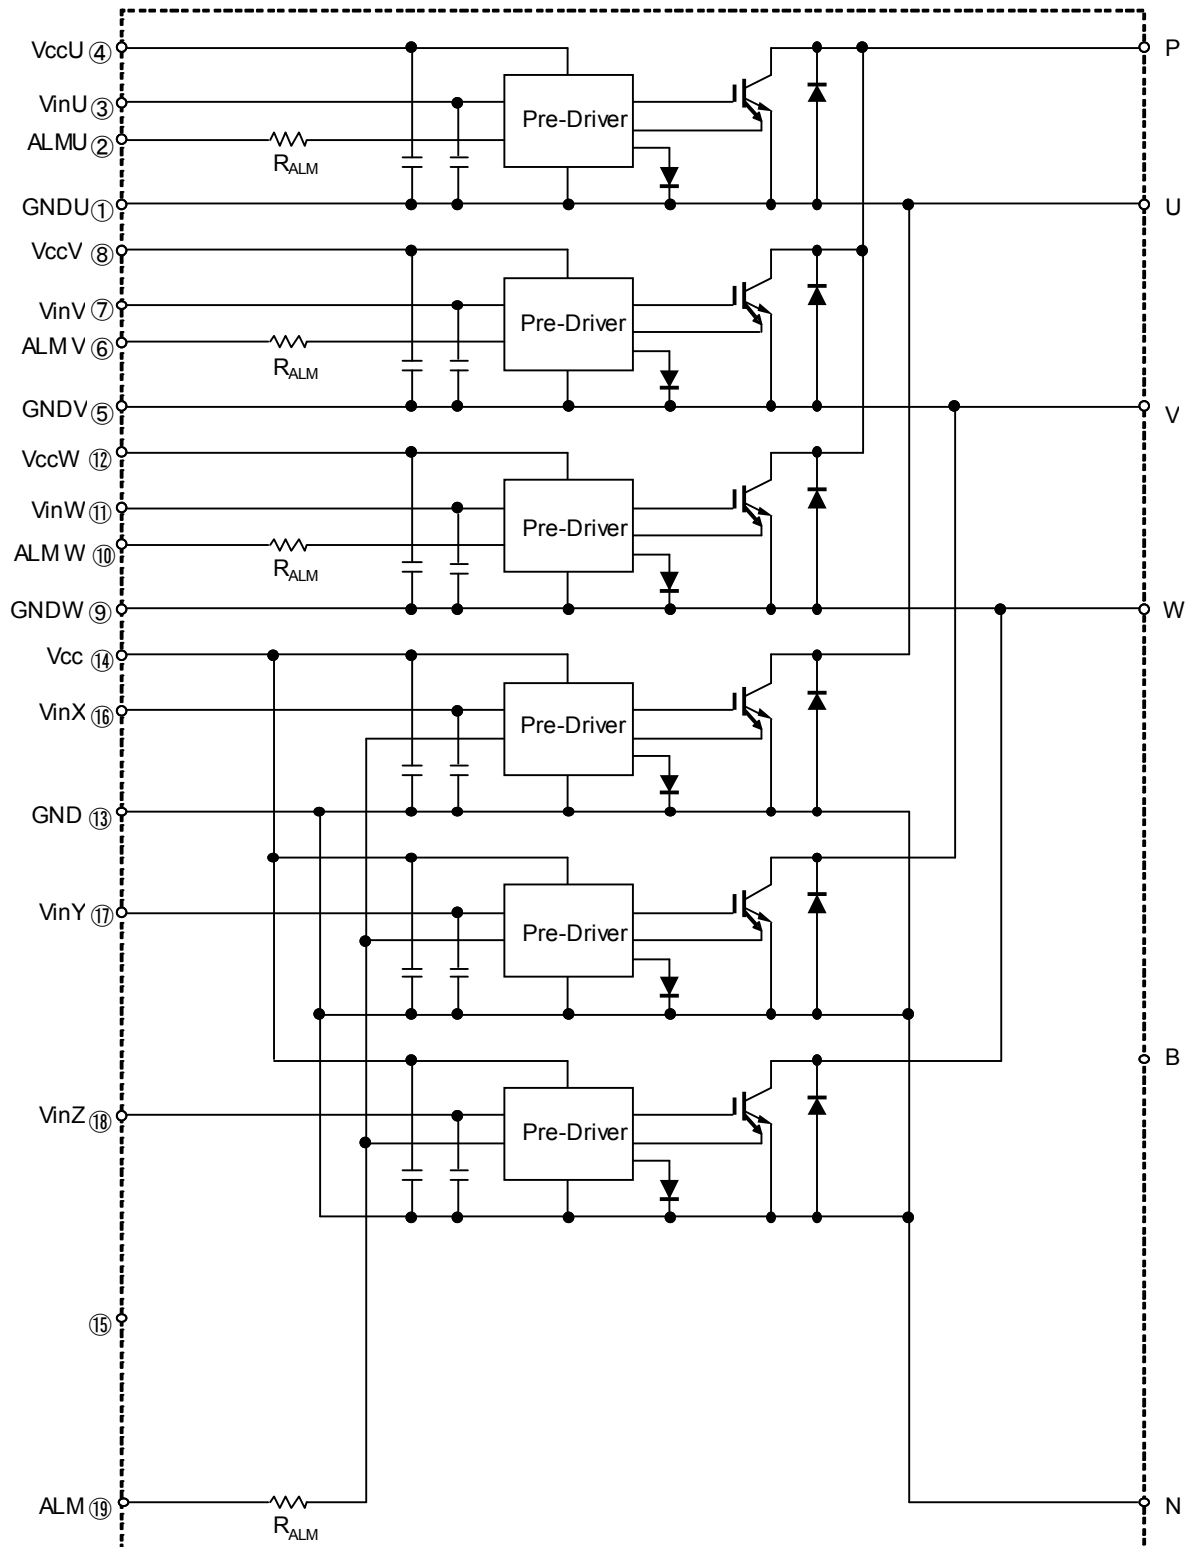 VccU ④
P
VinU ③
Pre-Driver
ALMU ②
RALM
GNDU ①
U
VccV ⑧
VinV ⑦
Pre-Driver
ALM V ⑥
RALM
GNDV ⑤
V
VccW ⑫
VinW ⑪
Pre-Driver
ALM W ⑩
RALM
GNDW ⑨
W
Vcc ⑭
VinX ⑯
Pre-Driver
GND ⑬
VinY ⑰
Pre-Driver
B
VinZ ⑱
Pre-Driver
⑮
ALM ⑲
RALM
N